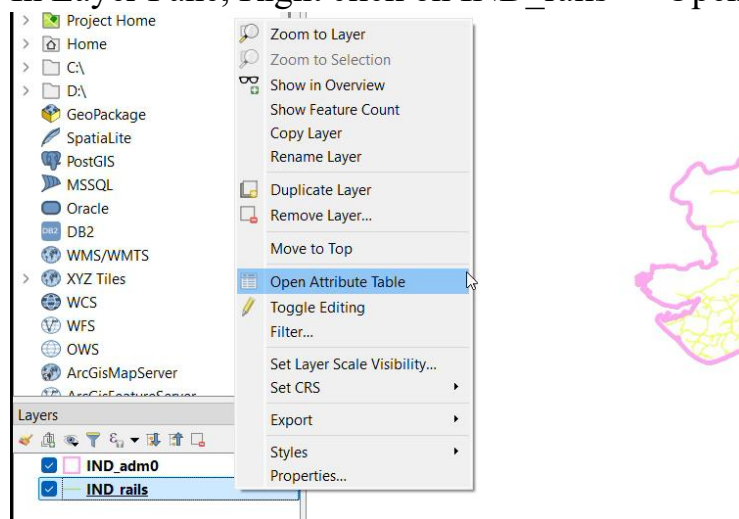 Project Home
Home
C:\
D:\
GeoPackage
SpatiaLite
PostGIS
MSSQL
Oracle
DB2
WMS/WMTS
XYZ Tiles
WCS
WFS
OWS
ArcGisMapServer
ArcGisFeatureServer
Layers
IND_adm0
IND_rails
Zoom to Layer
Zoom to Selection
Show in Overview
Show Feature Count
Copy Layer
Rename Layer
Duplicate Layer
Remove Layer...
Move to Top
Open Attribute Table
Toggle Editing
Filter...
Set Layer Scale Visibility...
Set CRS
Export
Styles
Properties...